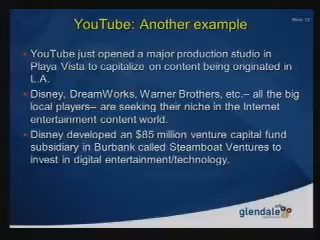 Slide 12
YouTube: Another example
YouTube just opened a major production studio in
Playa Vista to capitalize on content being originated in
L.A.
Disney, DreamWorks, Warner Brothers, etc.– all the big
local players– are seeking their niche in the Internet
entertainment content world.
Disney developed an $85 million venture capital fund
subsidiary in Burbank called Steamboat Ventures to
invest in digital entertainment/technology.
glendale